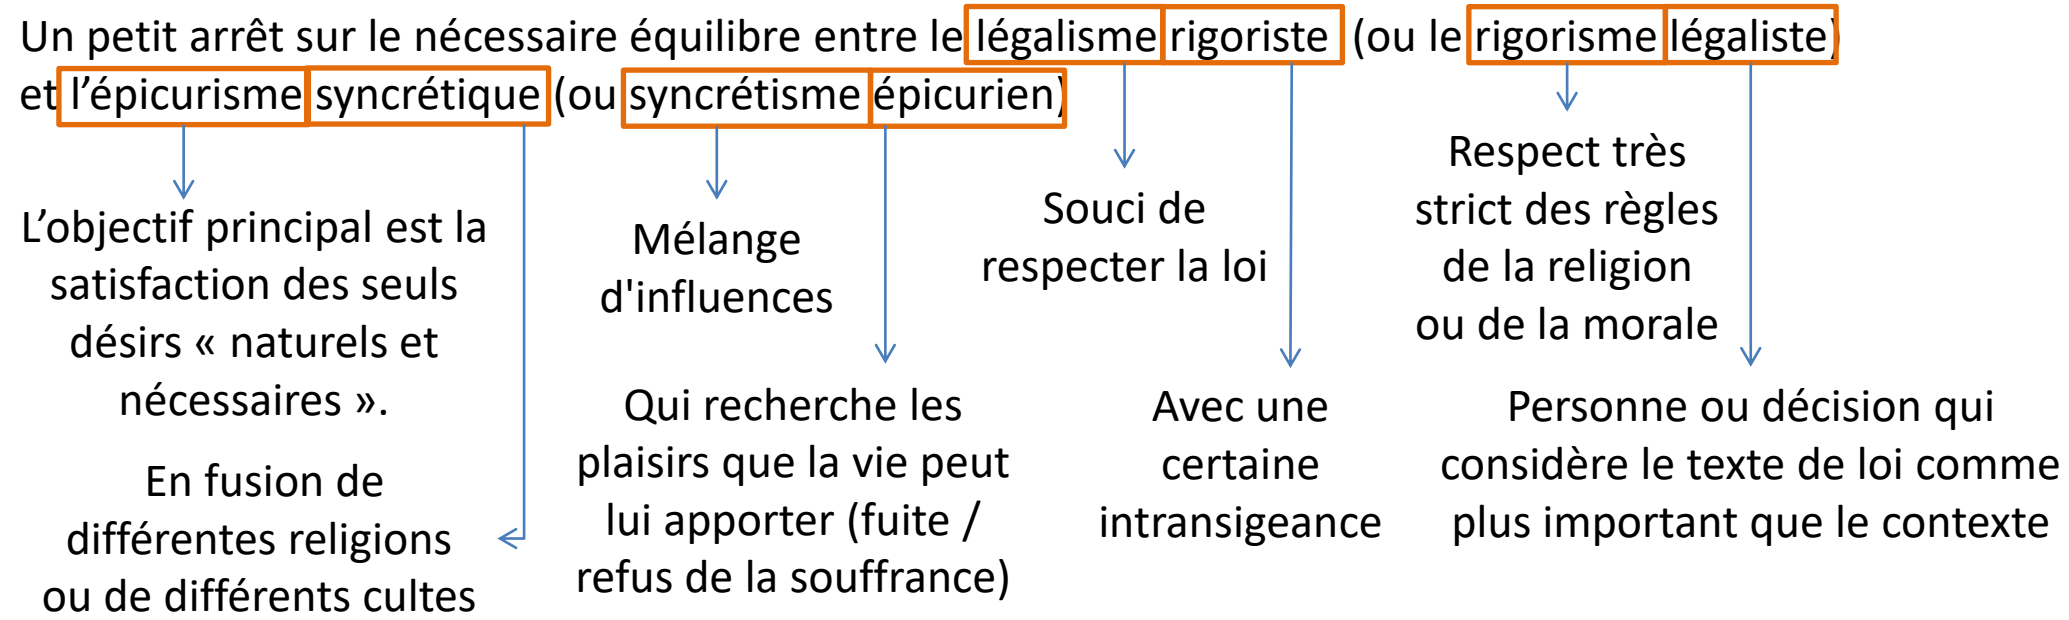 Un petit arrêt sur le nécessaire équilibre entre le légalisme rigoriste (ou le rigorisme légaliste)
et l’épicurisme syncrétique (ou syncrétisme épicurien)
L’objectif principal est la
satisfaction des seuls
désirs « naturels et
nécessaires ».
En fusion de
différentes religions
ou de différents cultes
Mélange
d'influences
Qui recherche les
plaisirs que la vie peut
lui apporter (fuite /
refus de la souffrance)
Souci de
respecter la loi
Avec une
certaine
intransigeance
Respect très
strict des règles
de la religion
ou de la morale
Personne ou décision qui
considère le texte de loi comme
plus important que le contexte